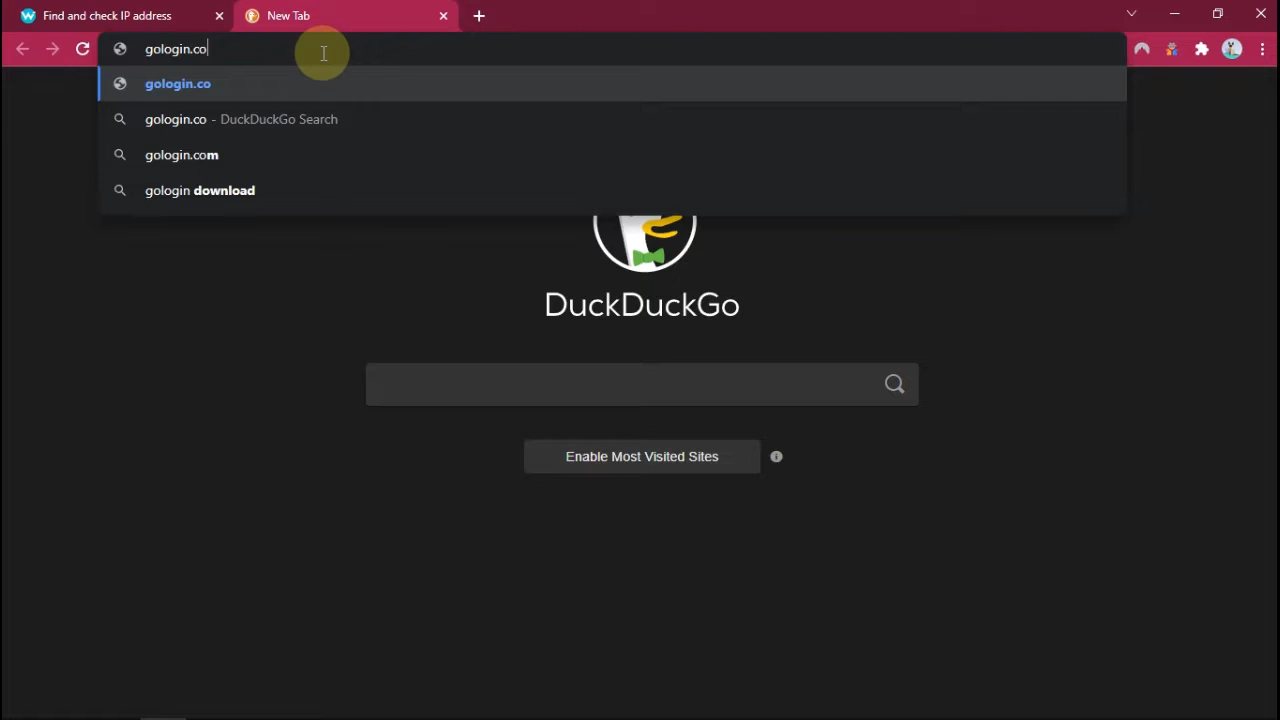 Find and check IP address
New Tab
gologin.co
gologin.co
gologin.co - DuckDuckGo Search
gologin.com
gologin download
DuckDuckGo
Enable Most Visited Sites